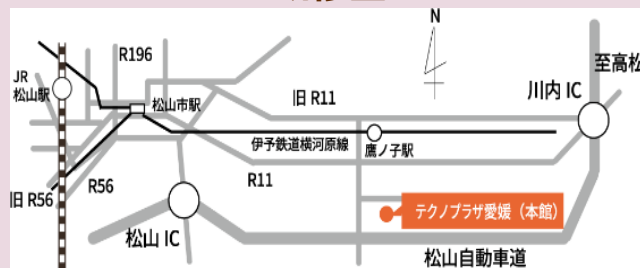 N
R196
至高松
JR
松山駅
松山市駅
旧 R11
川内 IC
伊予鉄道横河原線
鷹ノ子駅
R11
旧 R56
R56
テクノプラザ愛媛（本館）
松山 IC
松山自動車道